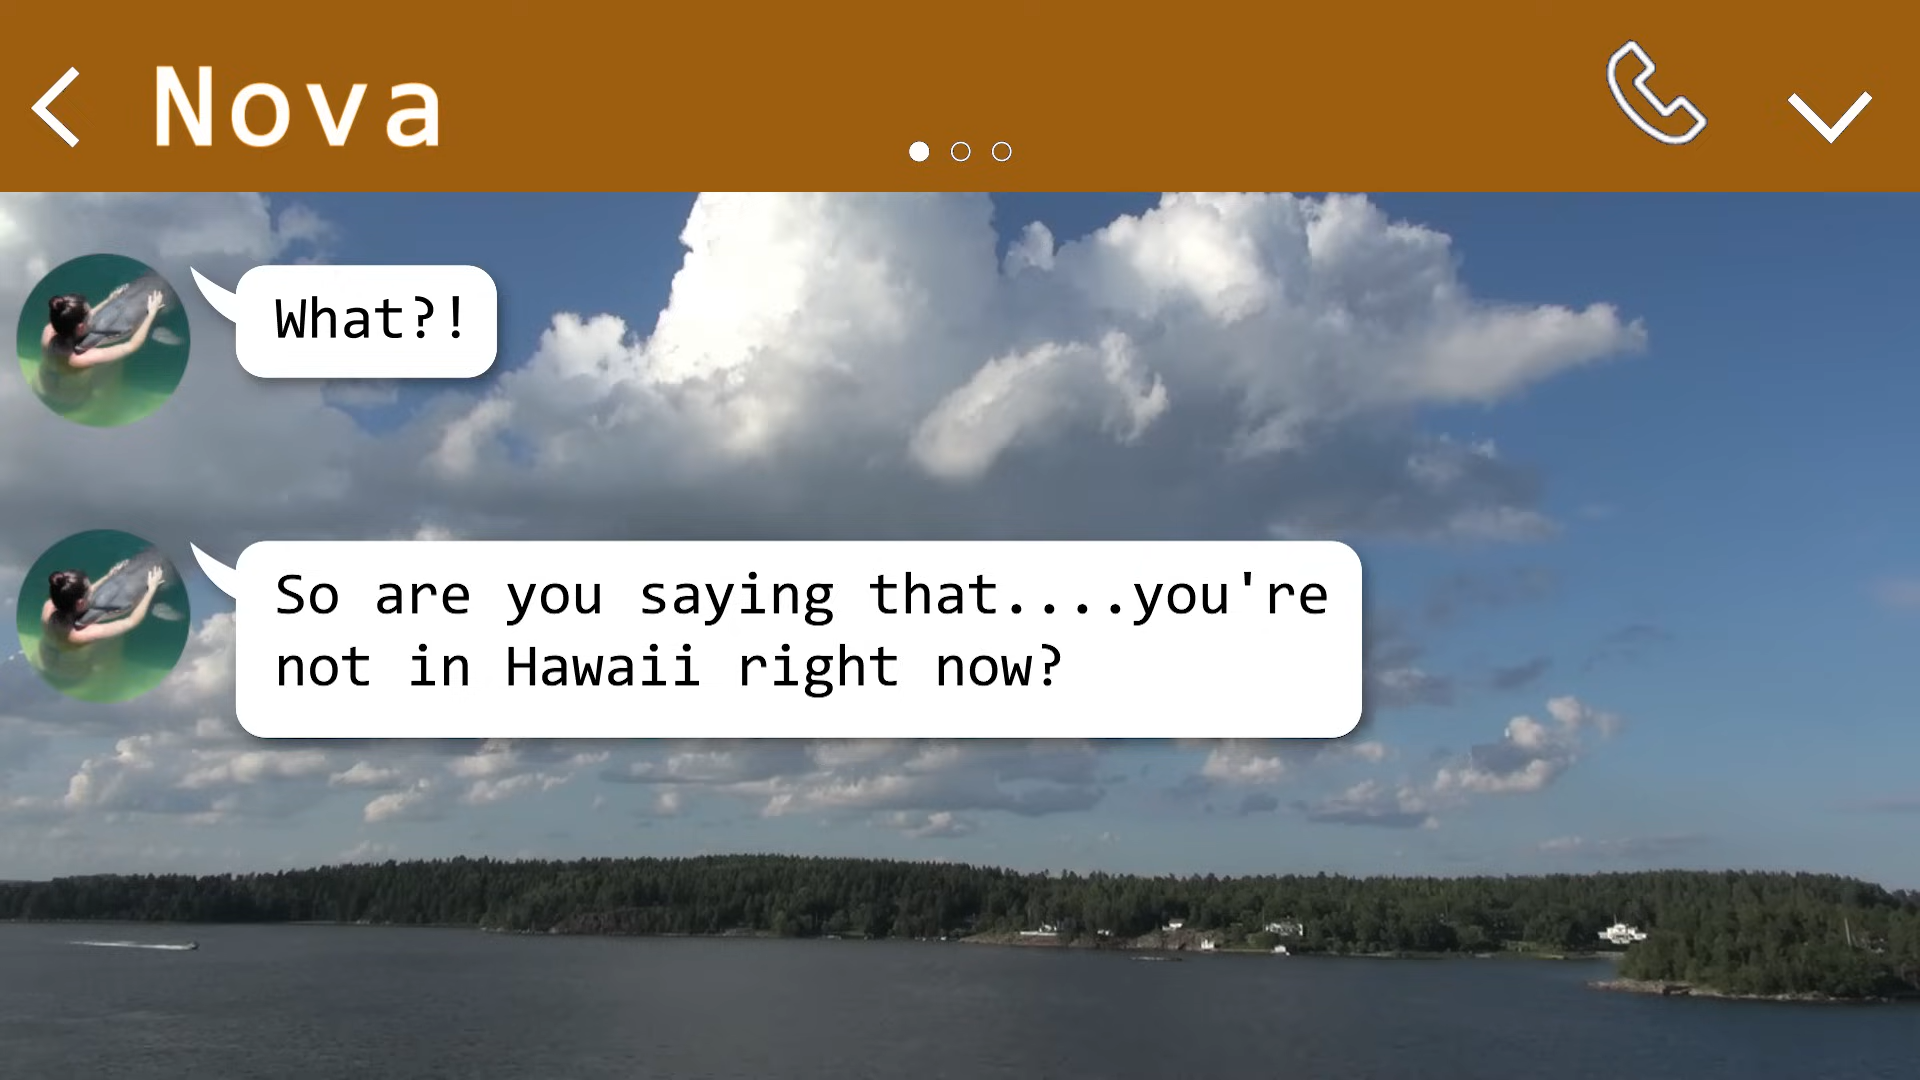 Nova
What?!
So are you saying that....you're
not in Hawaii right now?